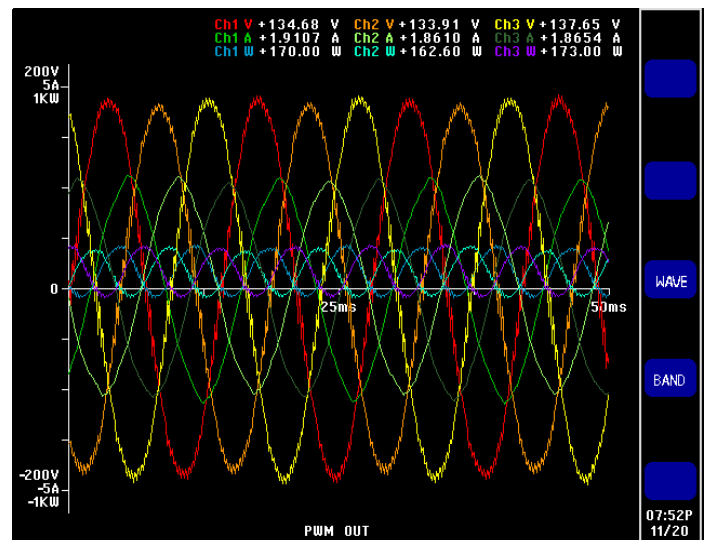 Ch1 V +134.68 V Ch2 V +133.91 V Ch3 V +137.65 V
Ch1 A +1.9107 A Ch2 A +1.8610 A Ch3 A +1.8654 A
Ch1 W +170.00 W Ch2 W +162.60 W Ch3 W +173.00 W
200V
5A
1KW
0
25ms
50ms
WAVE
BAND
-200V
-5A
-1KW
PWM OUT
07:52P
11/20